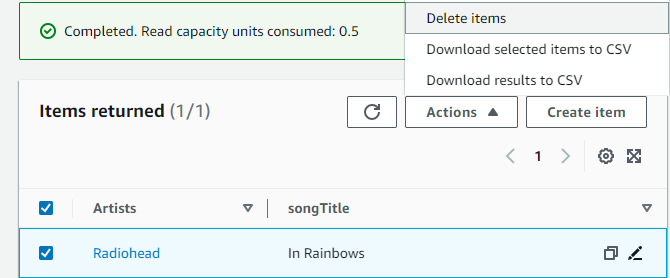 Completed. Read capacity units consumed: 0.5
Delete items
Download selected items to CSV
Download results to CSV
Items returned (1/1)
Actions
Create item
1
Artists
songTitle
Radiohead
In Rainbows